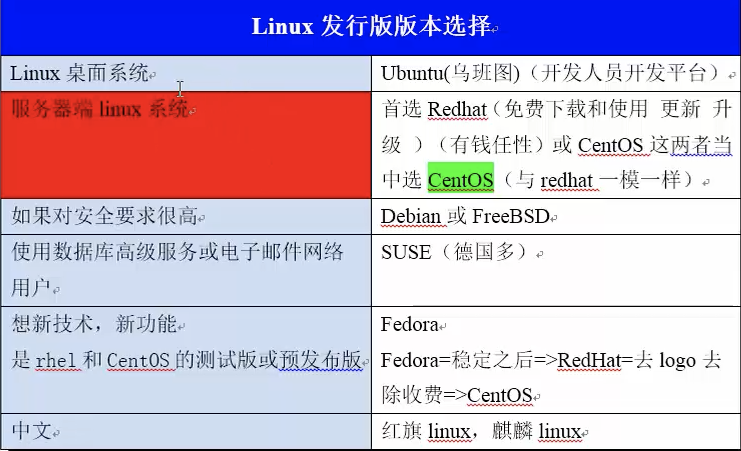 Linux 发行版版本选择
Linux 桌面系统
Ubuntu(乌班图)（开发人员开发平台）
服务器端 linux 系统
首选 Redhat（免费下载和使用 更新 升
级 ）（有钱任性）或 CentOS 这两者当
中选 CentOS（与 redhat 一模一样）
如果对安全要求很高
Debian 或 FreeBSD
使用数据库高级服务或电子邮件网络
用户
SUSE（德国多）
想新技术，新功能
是 rhel 和 CentOS 的测试版或预发布版
Fedora
Fedora=稳定之后=>RedHat=去 logo 去
除收费=>CentOS
中文
红旗 linux，麒麟 linux